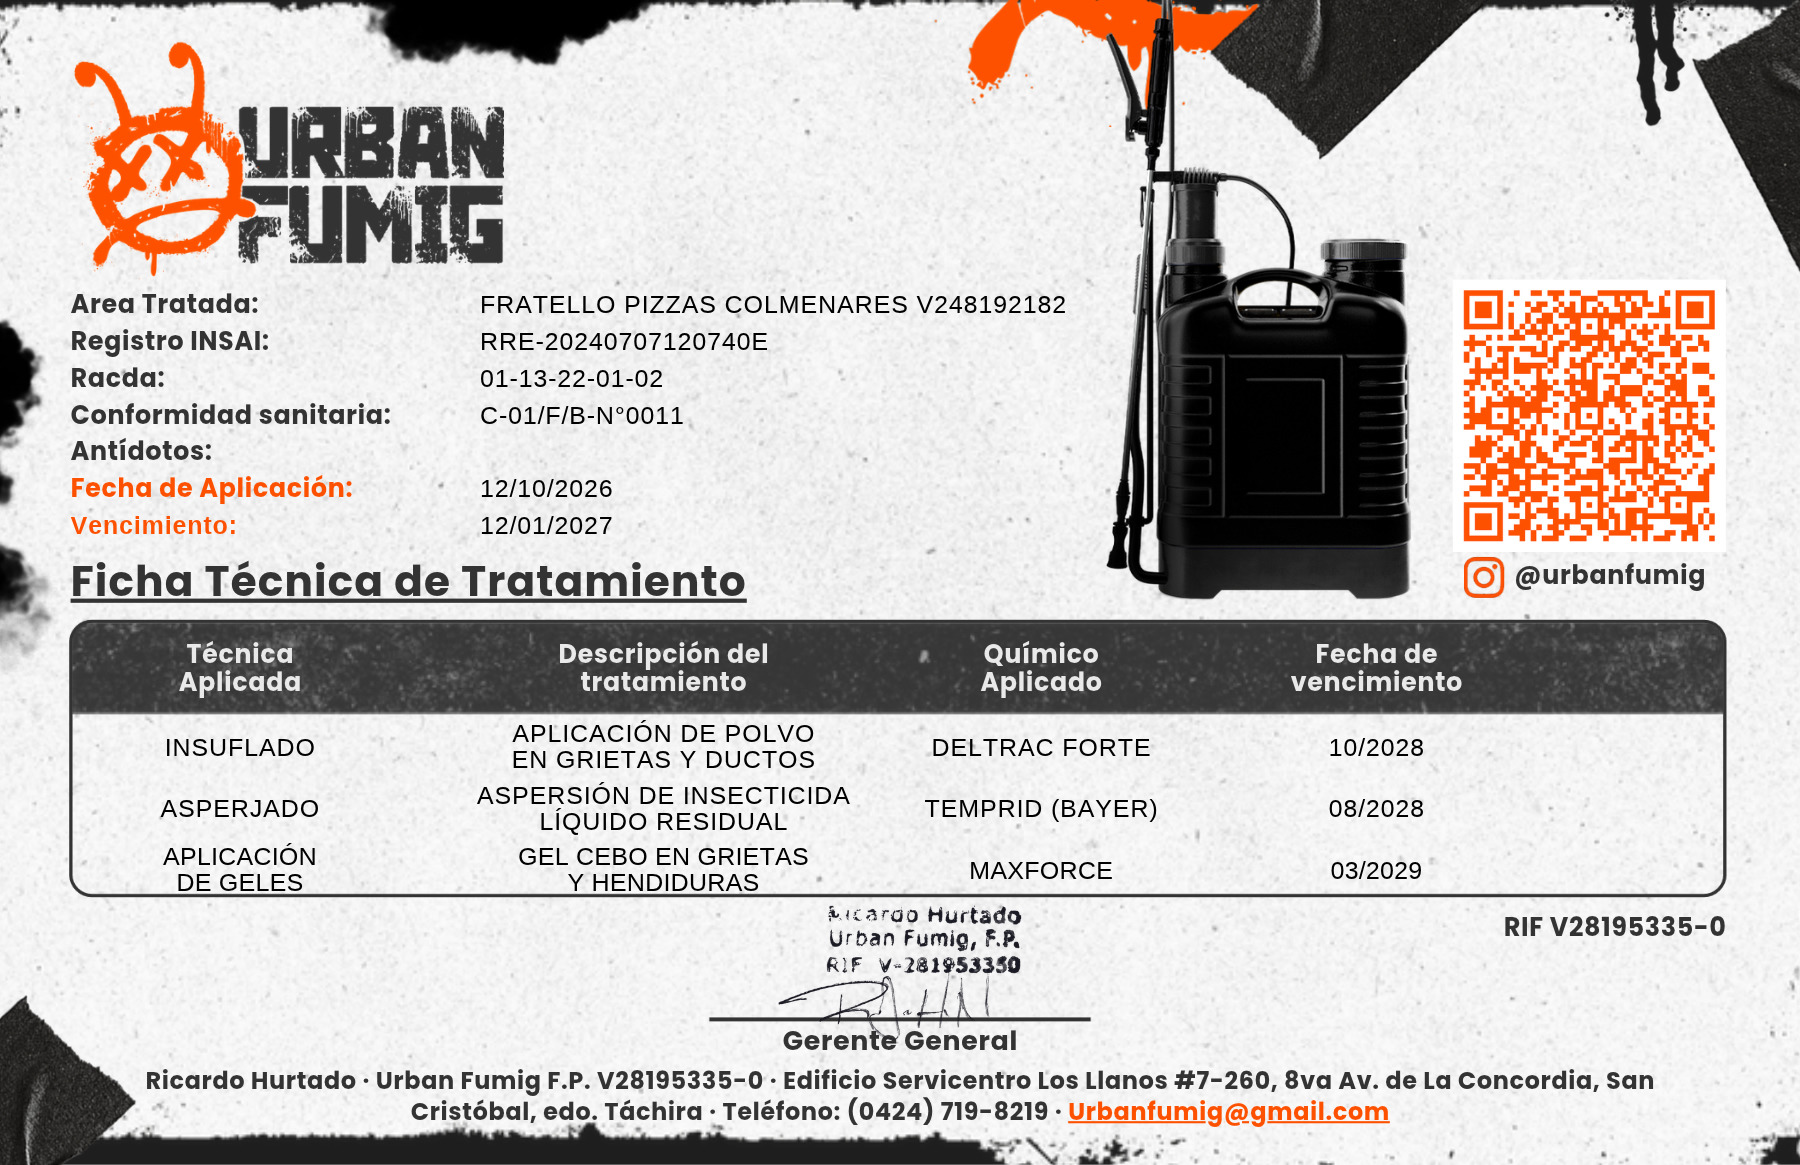 URBAN
FUMIG
Area Tratada: FRATELLO PIZZAS COLMENARES V248192182
Registro INSAI: RRE-20240707120740E
Racda: 01-13-22-01-02
Conformidad sanitaria: C-01/F/B-N°0011
Antídotos:
Fecha de Aplicación: 12/10/2026
Vencimiento: 12/01/2027
@urbanfumig
Ficha Técnica de Tratamiento
Técnica Aplicada
Descripción del tratamiento
Químico Aplicado
Fecha de vencimiento
INSUFLADO
APLICACIÓN DE POLVO
EN GRIETAS Y DUCTOS
DELTRAC FORTE
10/2028
ASPERJADO
ASPERSIÓN DE INSECTICIDA
LÍQUIDO RESIDUAL
TEMPRID (BAYER)
08/2028
APLICACIÓN
DE GELES
GEL CEBO EN GRIETAS
Y HENDIDURAS
MAXFORCE
03/2029
Ricardo Hurtado
Urban Fumig, F.P.
RIF V-281953350
RIF V28195335-0
Gerente General
Ricardo Hurtado · Urban Fumig F.P. V28195335-0 · Edificio Servicentro Los Llanos #7-260, 8va Av. de La Concordia, San
Cristóbal, edo. Táchira · Teléfono: (0424) 719-8219 · Urbanfumig@gmail.com